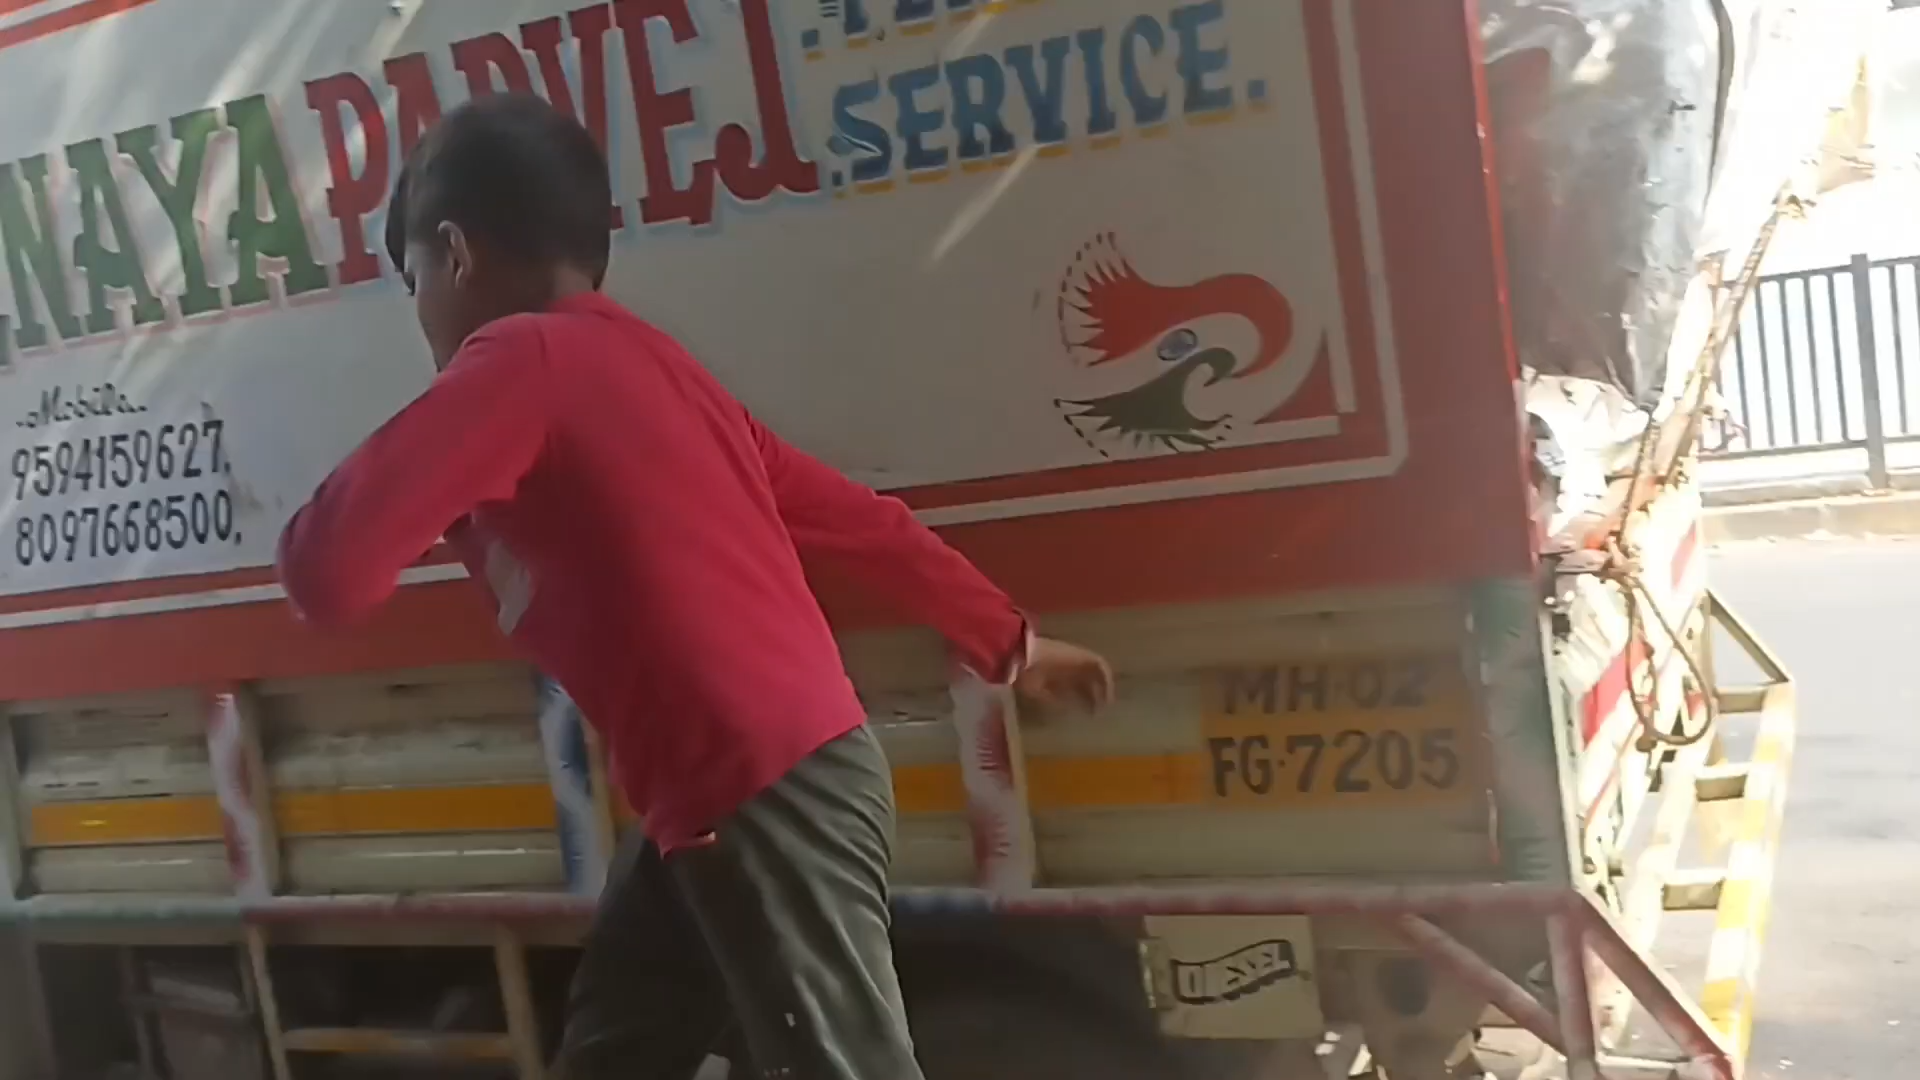 NAYA PARVEJ
SERVICE.
Mobile
9594159627.
8097668500,
MH-02
FG-7205
DIESEL